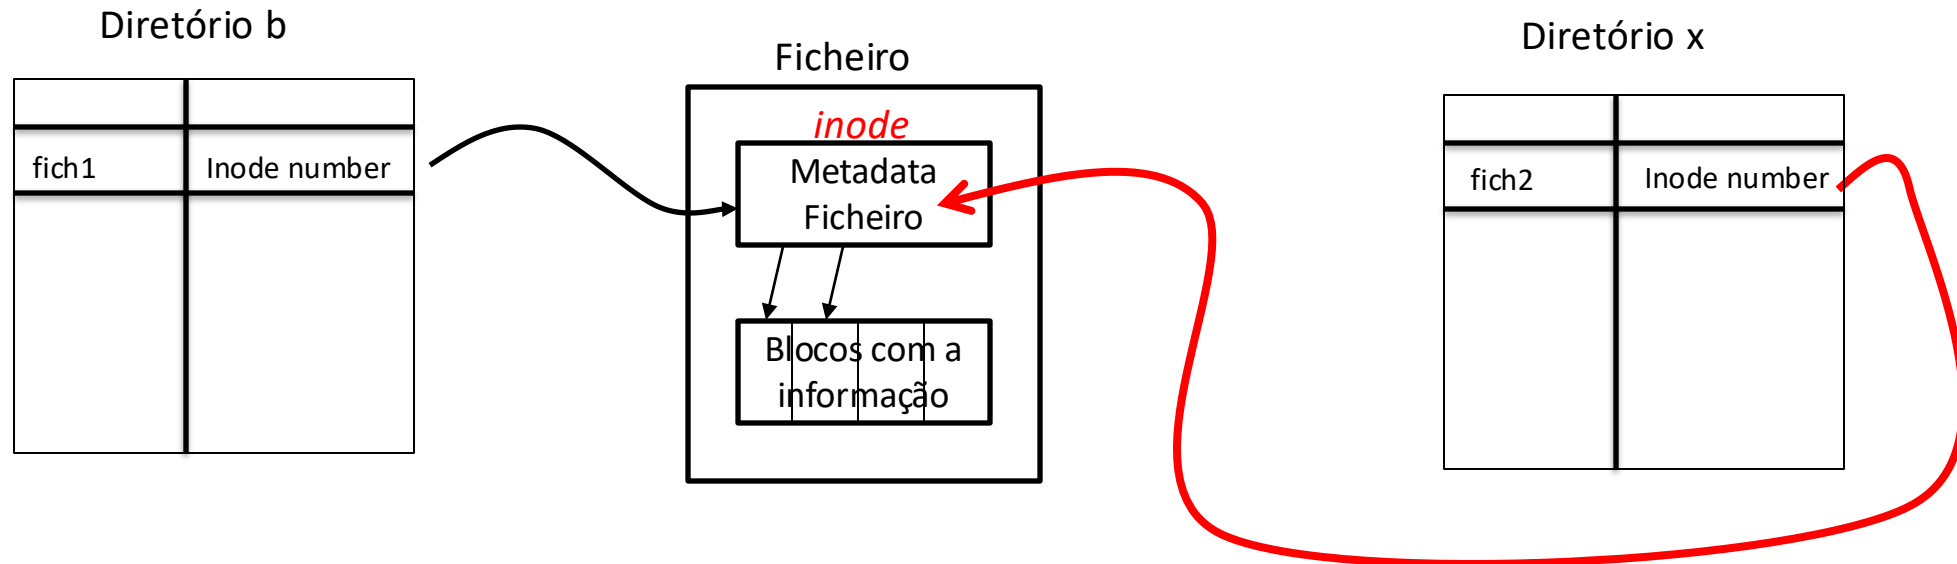 Diretório b
fich1
Inode number
Ficheiro
inode
Metadata
Ficheiro
Blocos com a
informação
Diretório x
fich2
Inode number